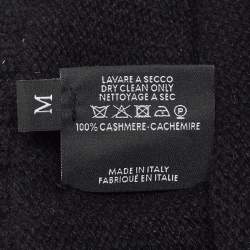 M
LAVARE A SECCO
DRY CLEAN ONLY
NETTOYAGE A SEC
100% CASHMERE-CACHEMIRE
MADE IN ITALY
FABRIQUÉ EN ITALIE